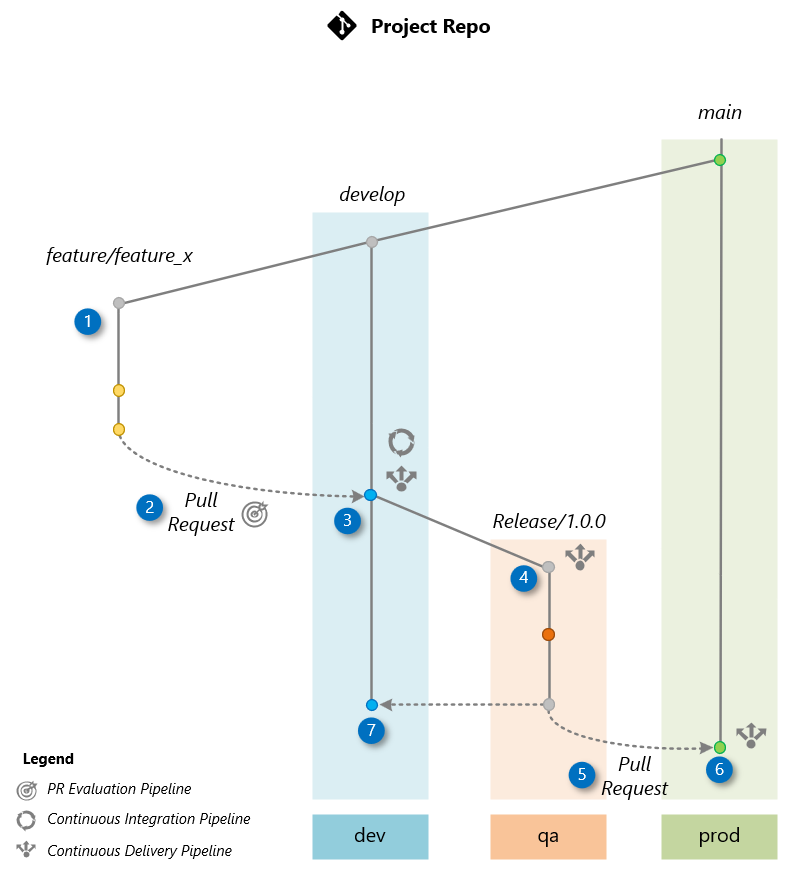 Project Repo
main
develop
feature/feature_x
1
2
Pull
Request
3
Release/1.0.0
4
7
5
Pull
Request
6
Legend
PR Evaluation Pipeline
Continuous Integration Pipeline
Continuous Delivery Pipeline
dev
qa
prod